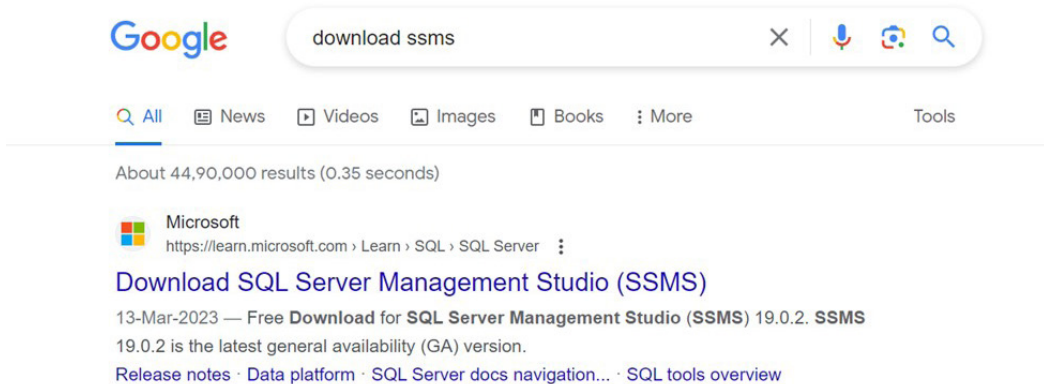 Google
download ssms
All News Videos Images Books More Tools
About 44,90,000 results (0.35 seconds)
Microsoft
https://learn.microsoft.com › Learn › SQL › SQL Server
Download SQL Server Management Studio (SSMS)
13-Mar-2023 — Free Download for SQL Server Management Studio (SSMS) 19.0.2. SSMS
19.0.2 is the latest general availability (GA) version.
Release notes · Data platform · SQL Server docs navigation... · SQL tools overview